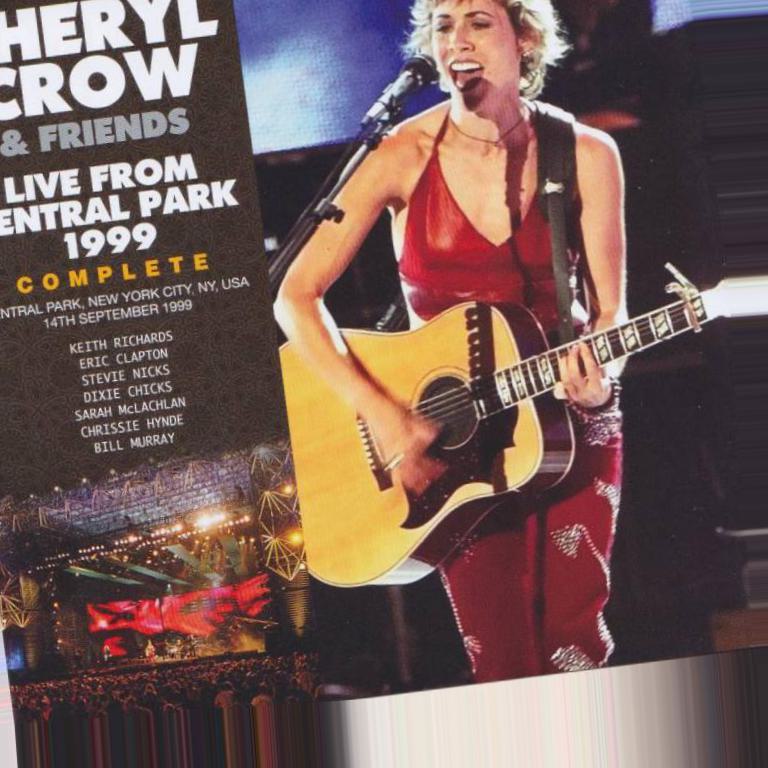 HERYL
CROW
& FRIENDS
LIVE FROM
ENTRAL PARK
1999
COMPLETE
NTRAL PARK, NEW YORK CITY, NY, USA
14TH SEPTEMBER 1999
KEITH RICHARDS
ERIC CLAPTON
STEVIE NICKS
DIXIE CHICKS
SARAH McLACHLAN
CHRISSIE HYNDE
BILL MURRAY